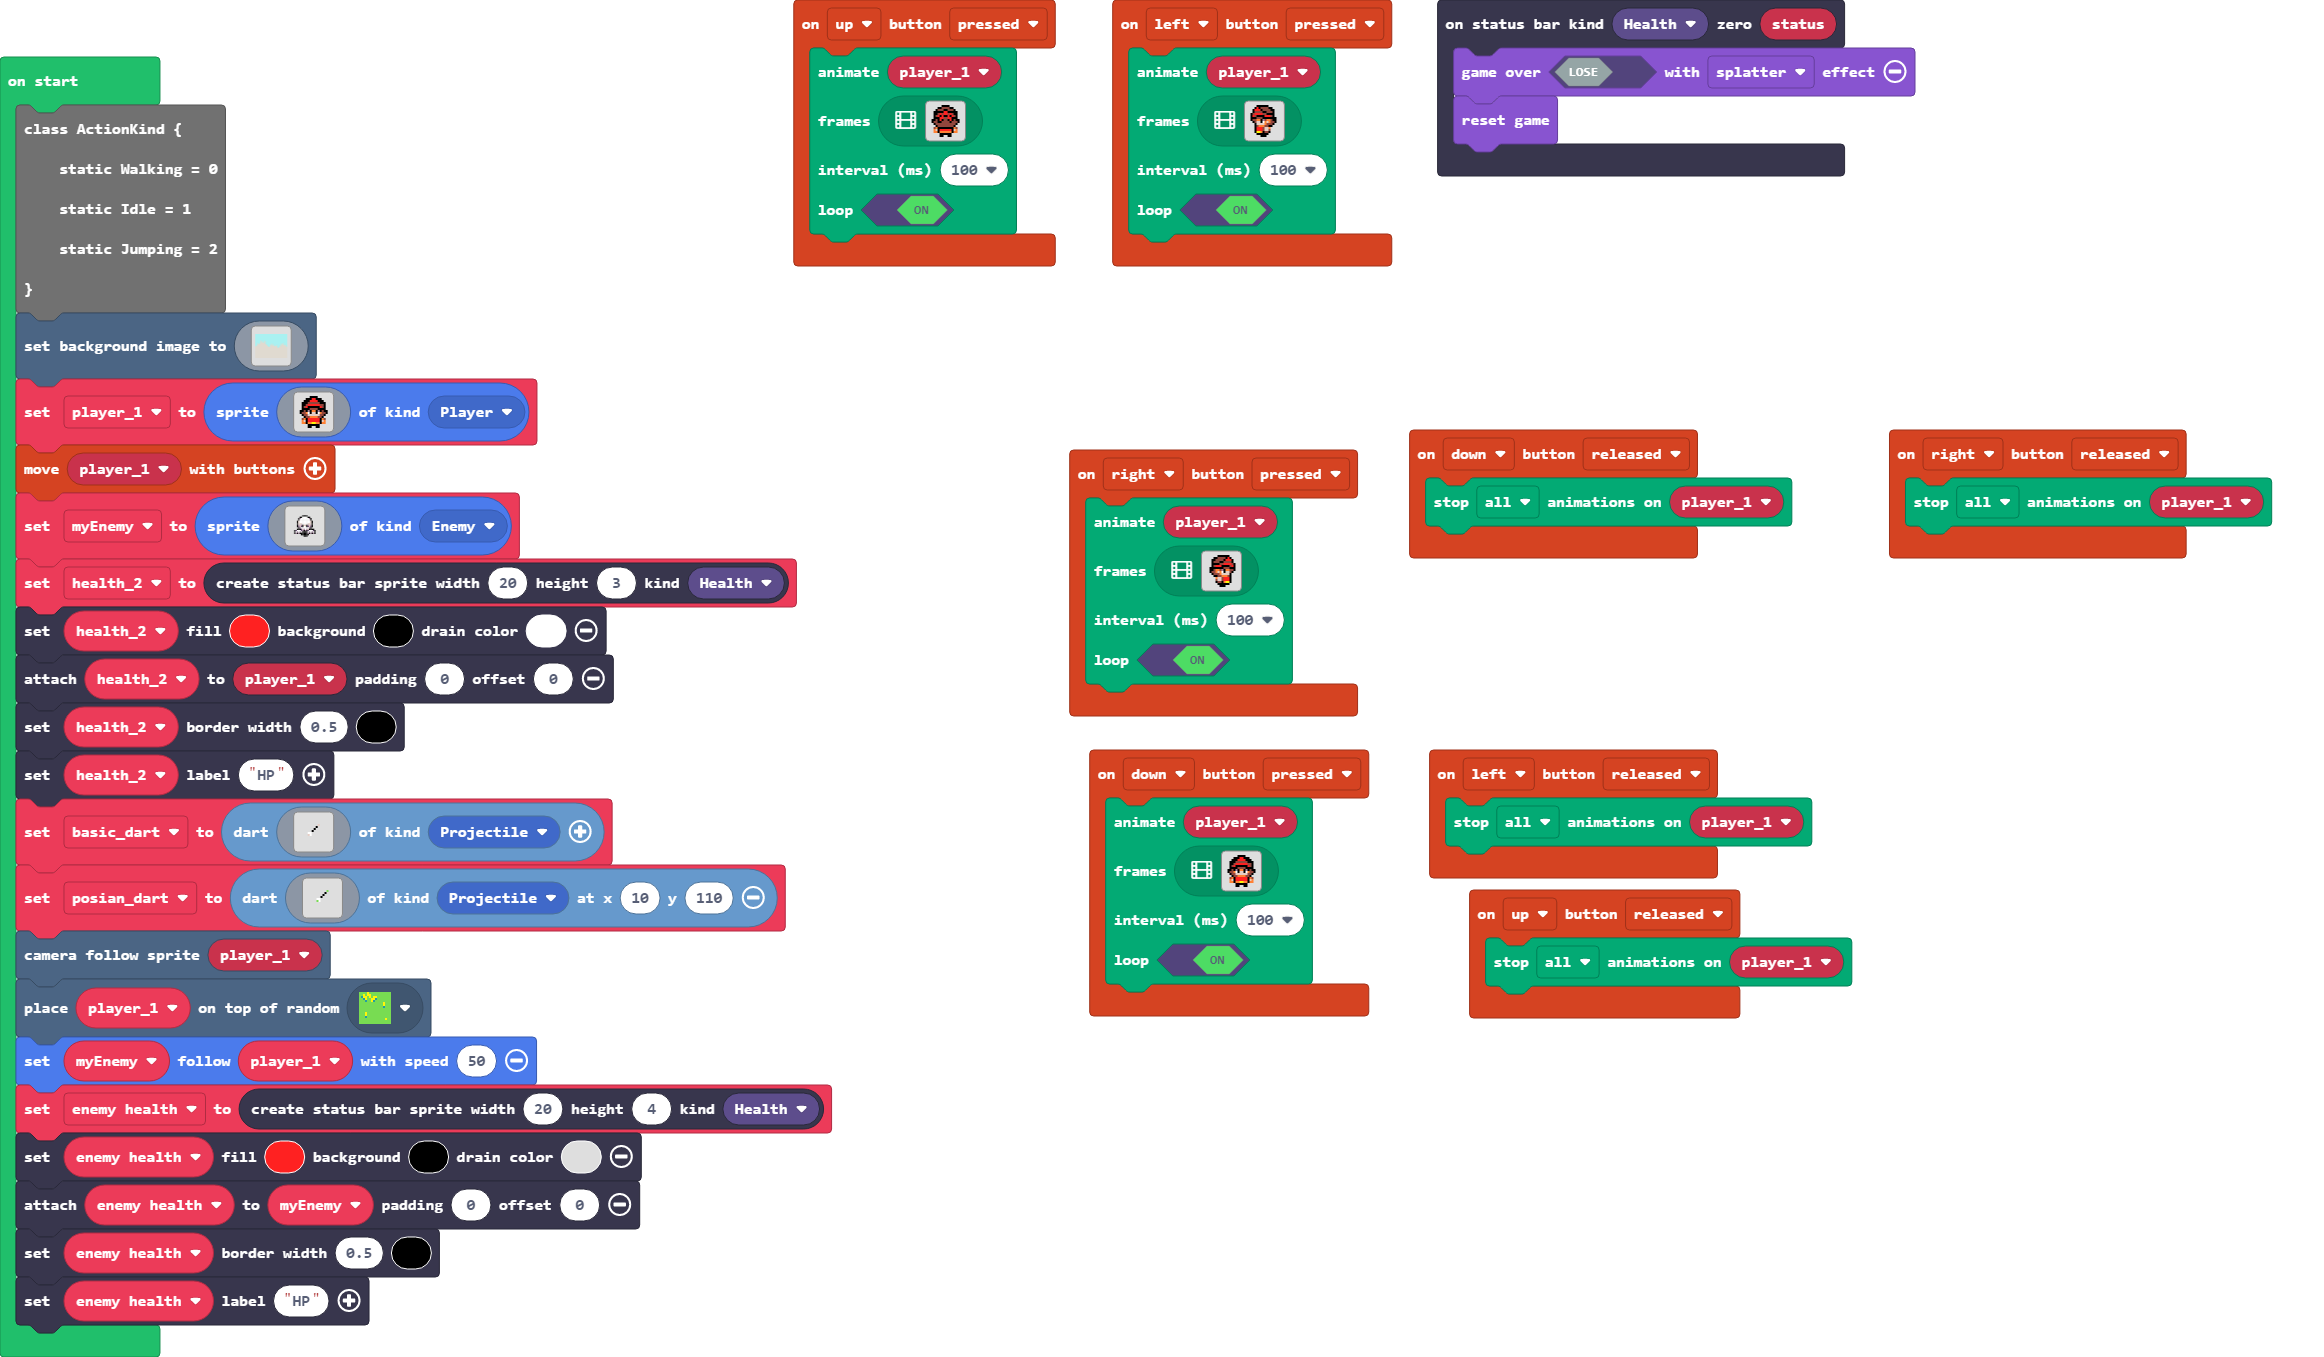 on start
class ActionKind {
static Walking = 0
static Idle = 1
static Jumping = 2
}
set background image to
set player_1 to sprite of kind Player
move player_1 with buttons
set myEnemy to sprite of kind Enemy
set health_2 to create status bar sprite width 20 height 3 kind Health
set health_2 fill background drain color
attach health_2 to player_1 padding 0 offset 0
set health_2 border width 0.5
set health_2 label "HP"
set basic_dart to dart of kind Projectile
set posian_dart to dart of kind Projectile at x 10 y 110
camera follow sprite player_1
place player_1 on top of random
set myEnemy follow player_1 with speed 50
set enemy health to create status bar sprite width 20 height 4 kind Health
set enemy health fill background drain color
attach enemy health to myEnemy padding 0 offset 0
set enemy health border width 0.5
set enemy health label "HP"
on up button pressed
animate player_1
frames
interval (ms) 100
loop ON
on left button pressed
animate player_1
frames
interval (ms) 100
loop ON
on status bar kind Health zero status
game over LOSE with splatter effect
reset game
on right button pressed
animate player_1
frames
interval (ms) 100
loop ON
on down button released
stop all animations on player_1
on right button released
stop all animations on player_1
on down button pressed
animate player_1
frames
interval (ms) 100
loop ON
on left button released
stop all animations on player_1
on up button released
stop all animations on player_1